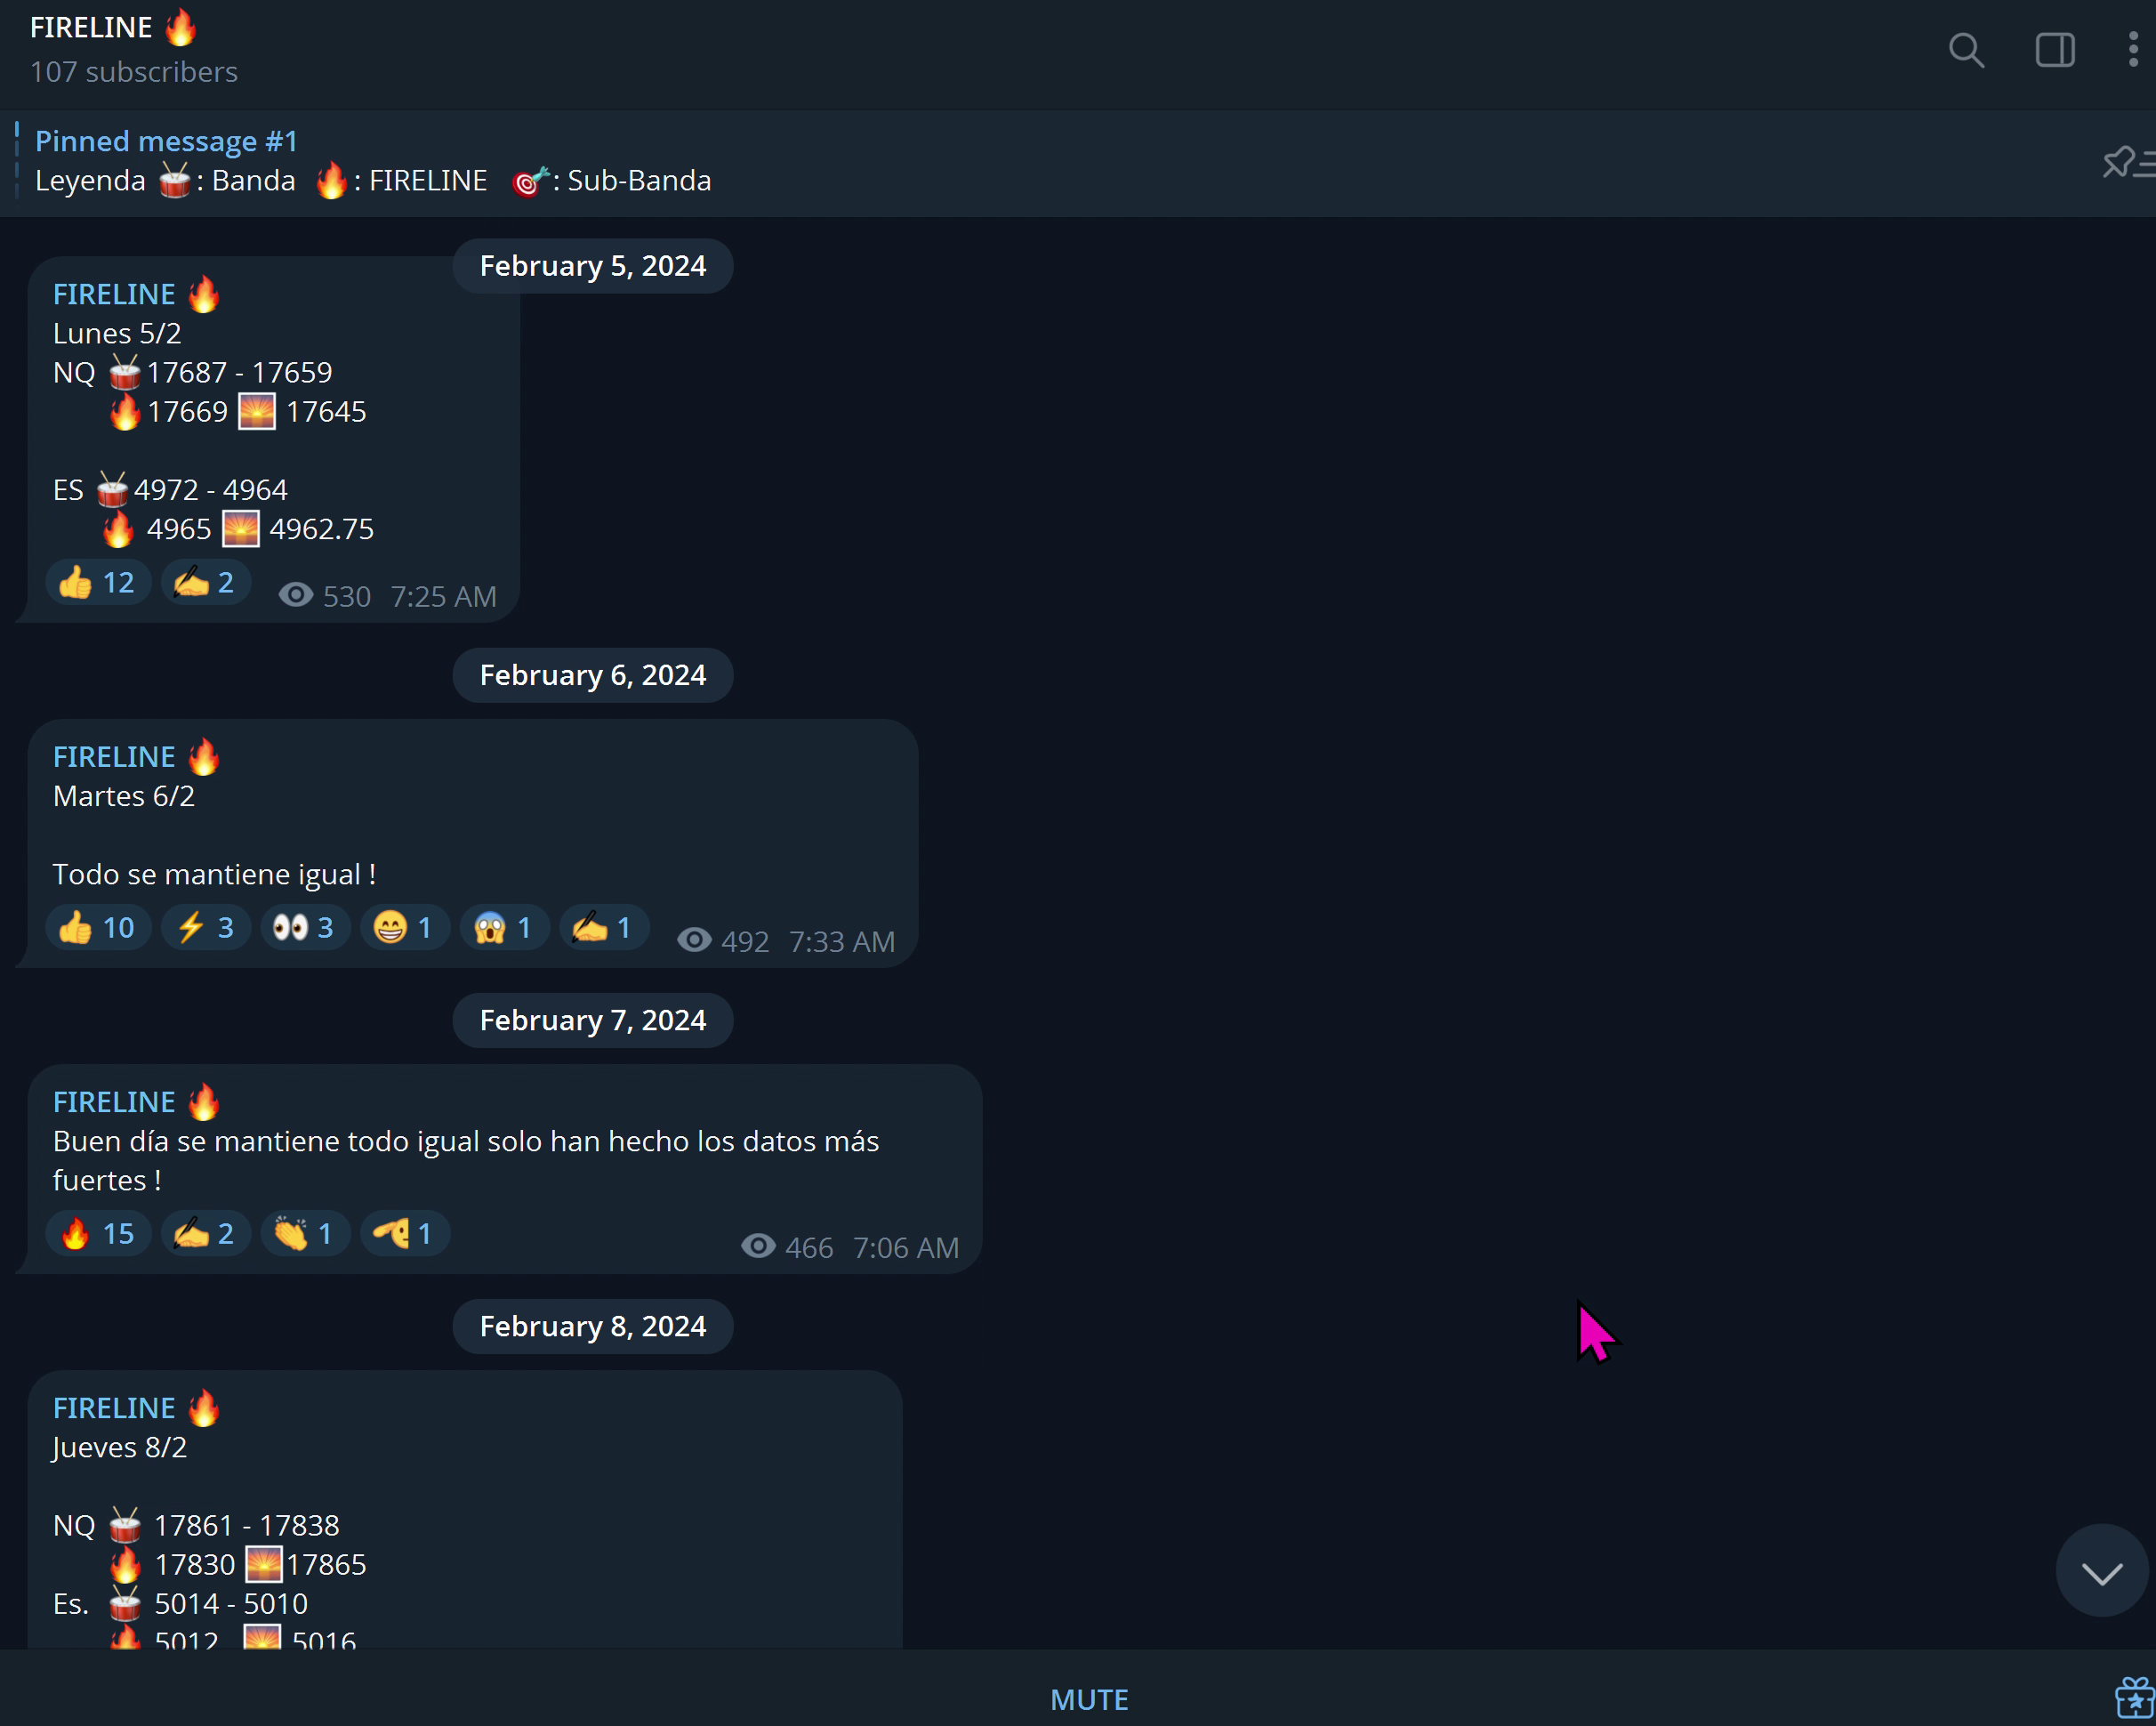 FIRELINE 🔥
107 subscribers
Pinned message #1
Leyenda 🥁: Banda 🔥: FIRELINE 🎯: Sub-Banda
February 5, 2024
FIRELINE 🔥
Lunes 5/2
NQ 🥁17687 - 17659
🔥17669 🌅 17645
ES 🥁4972 - 4964
🔥 4965 🌅 4962.75
👍 12 ✍️ 2 530 7:25 AM
February 6, 2024
FIRELINE 🔥
Martes 6/2
Todo se mantiene igual !
👍 10 ⚡ 3 👀 3 😁 1 😱 1 ✍️ 1 492 7:33 AM
February 7, 2024
FIRELINE 🔥
Buen día se mantiene todo igual solo han hecho los datos más
fuertes !
🔥 15 ✍️ 2 👏 1 🫡 1 466 7:06 AM
February 8, 2024
FIRELINE 🔥
Jueves 8/2
NQ 🥁 17861 - 17838
🔥 17830 🌅17865
Es. 🥁 5014 - 5010
🔥 5012 🌅 5016
MUTE